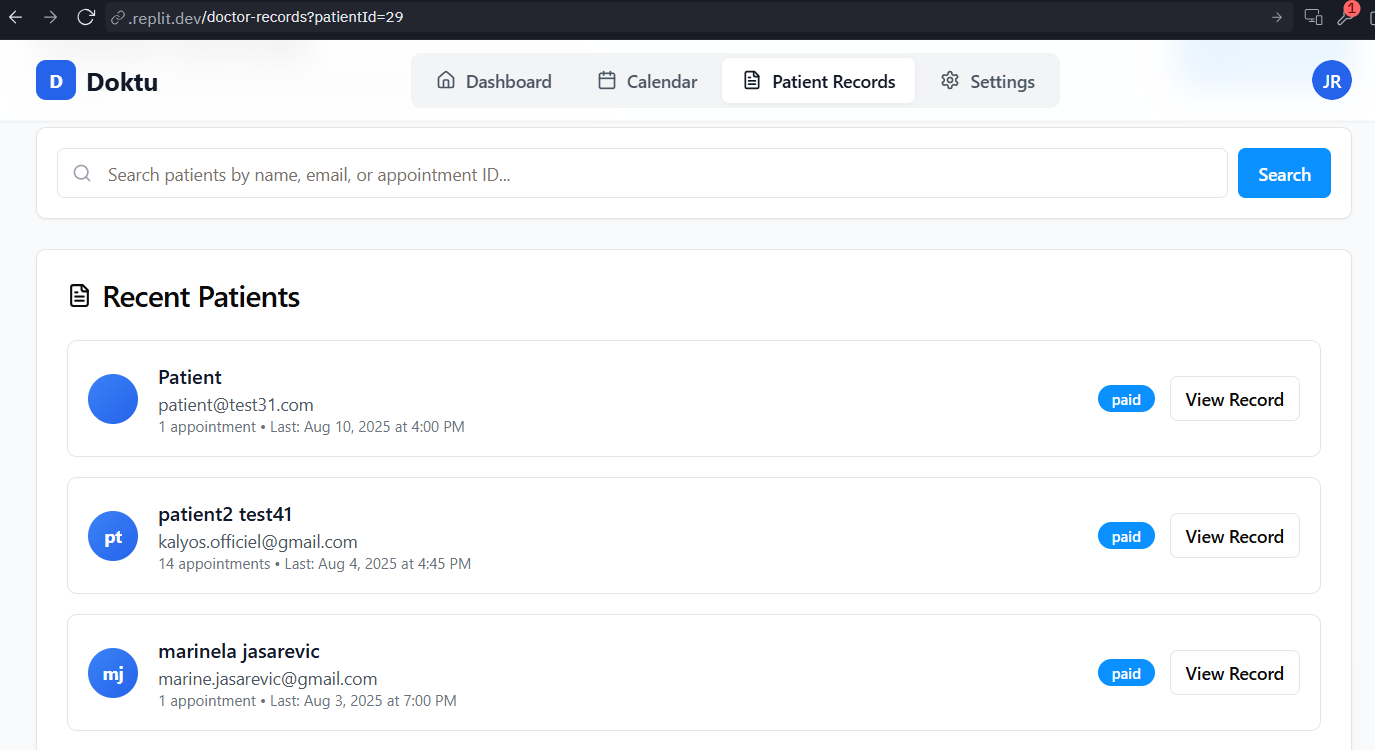 .replit.dev/doctor-records?patientId=29
1
D Doktu Dashboard Calendar Patient Records Settings JR
Search patients by name, email, or appointment ID... Search
Recent Patients
Patient
patient@test31.com
1 appointment • Last: Aug 10, 2025 at 4:00 PM
paid View Record
pt
patient2 test41
kalyos.officiel@gmail.com
14 appointments • Last: Aug 4, 2025 at 4:45 PM
paid View Record
mj
marinela jasarevic
marine.jasarevic@gmail.com
1 appointment • Last: Aug 3, 2025 at 7:00 PM
paid View Record